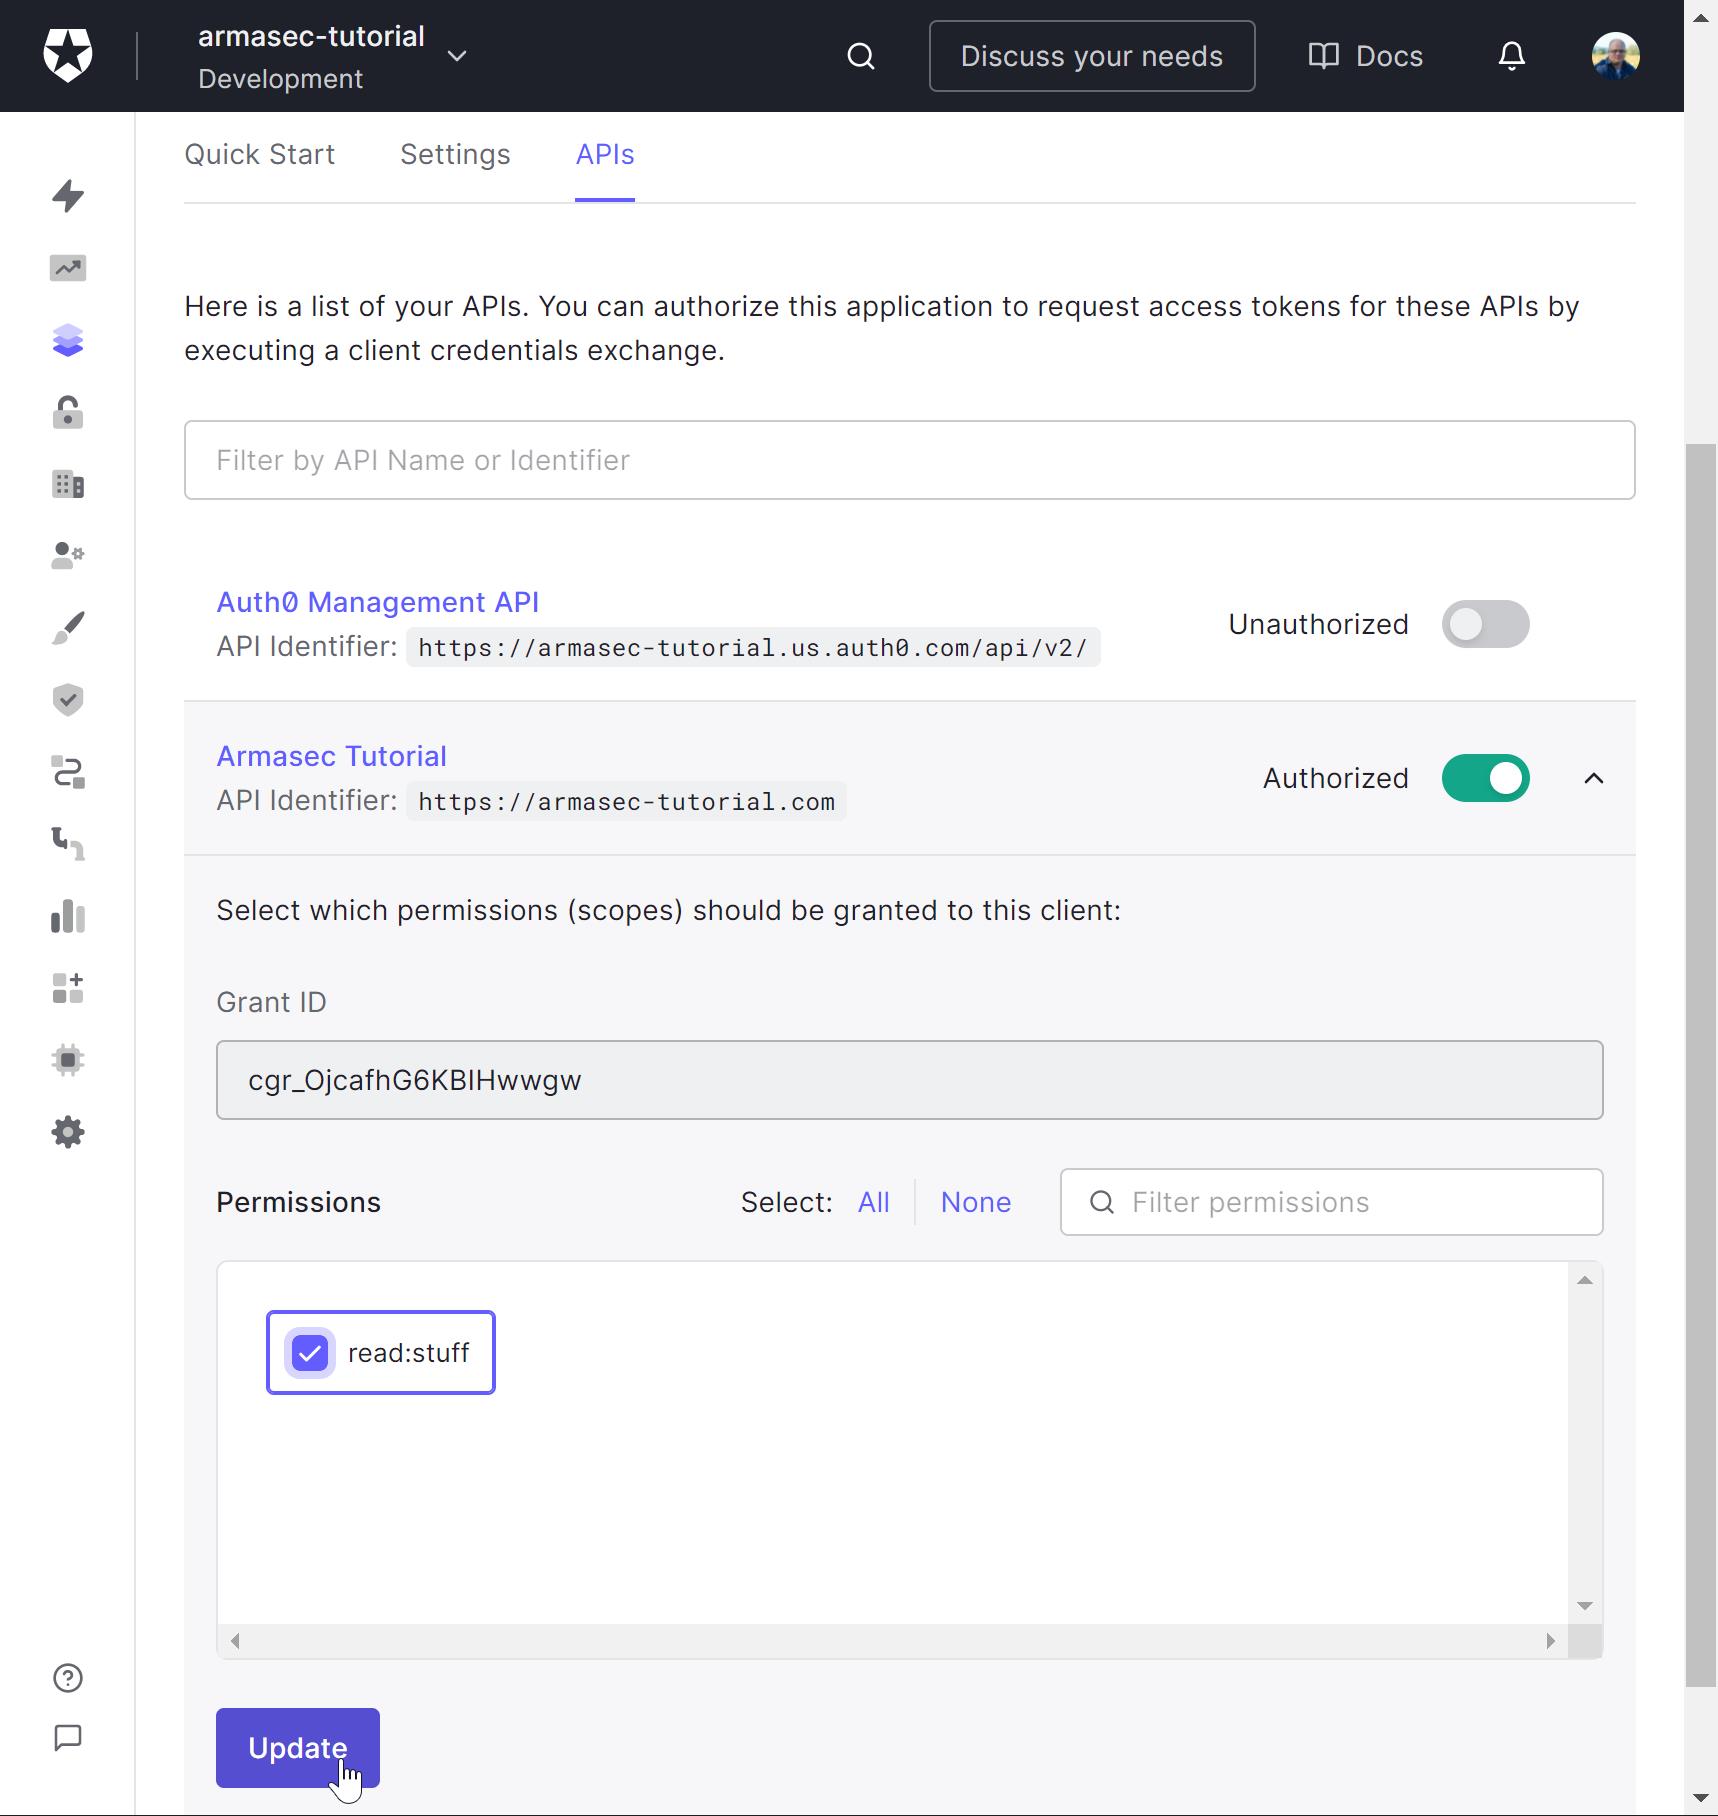 armasec-tutorial
Development
Discuss your needs
Docs
Quick Start
Settings
APIs
Here is a list of your APIs. You can authorize this application to request access tokens for these APIs by
executing a client credentials exchange.
Filter by API Name or Identifier
Auth0 Management API
API Identifier: https://armasec-tutorial.us.auth0.com/api/v2/
Unauthorized
Armasec Tutorial
API Identifier: https://armasec-tutorial.com
Authorized
Select which permissions (scopes) should be granted to this client:
Grant ID
cgr_OjcafhG6KBIHwwgw
Permissions
Select: All None
Filter permissions
read:stuff
Update